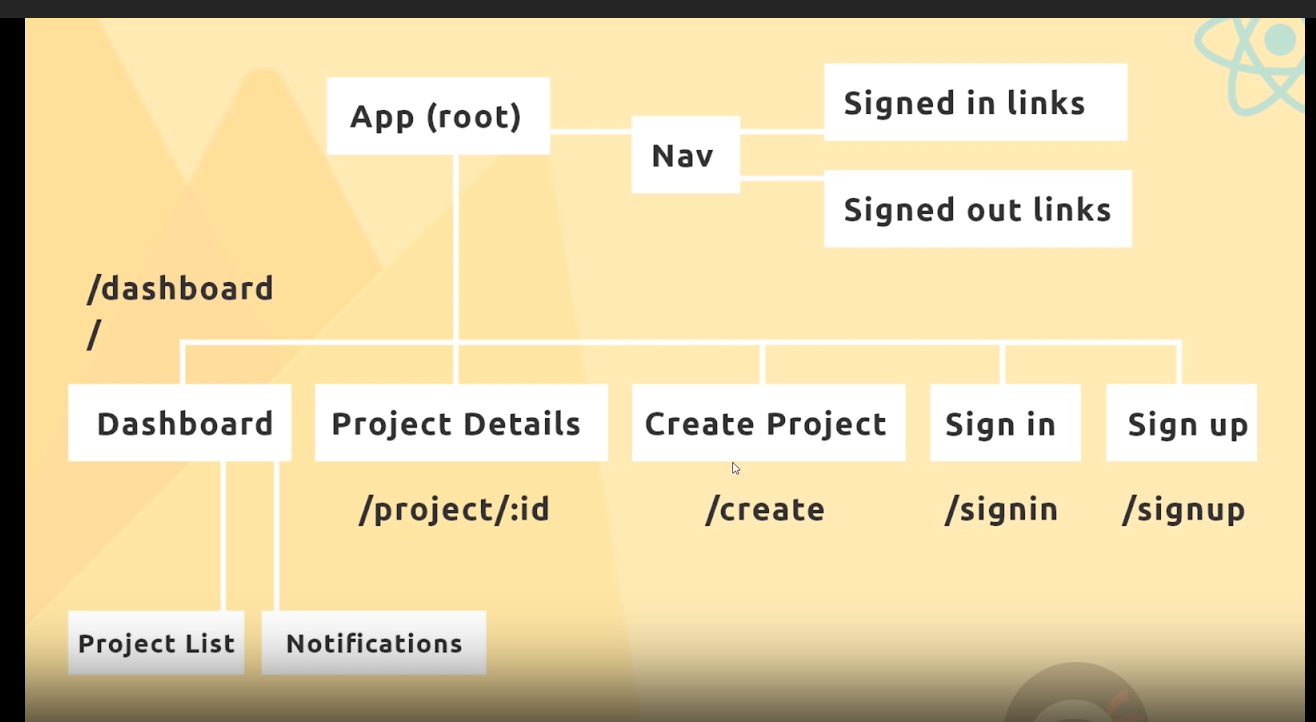 App (root)
Nav
Signed in links
Signed out links
/dashboard
/
Dashboard
Project Details
Create Project
Sign in
Sign up
/project/:id
/create
/signin
/signup
Project List
Notifications